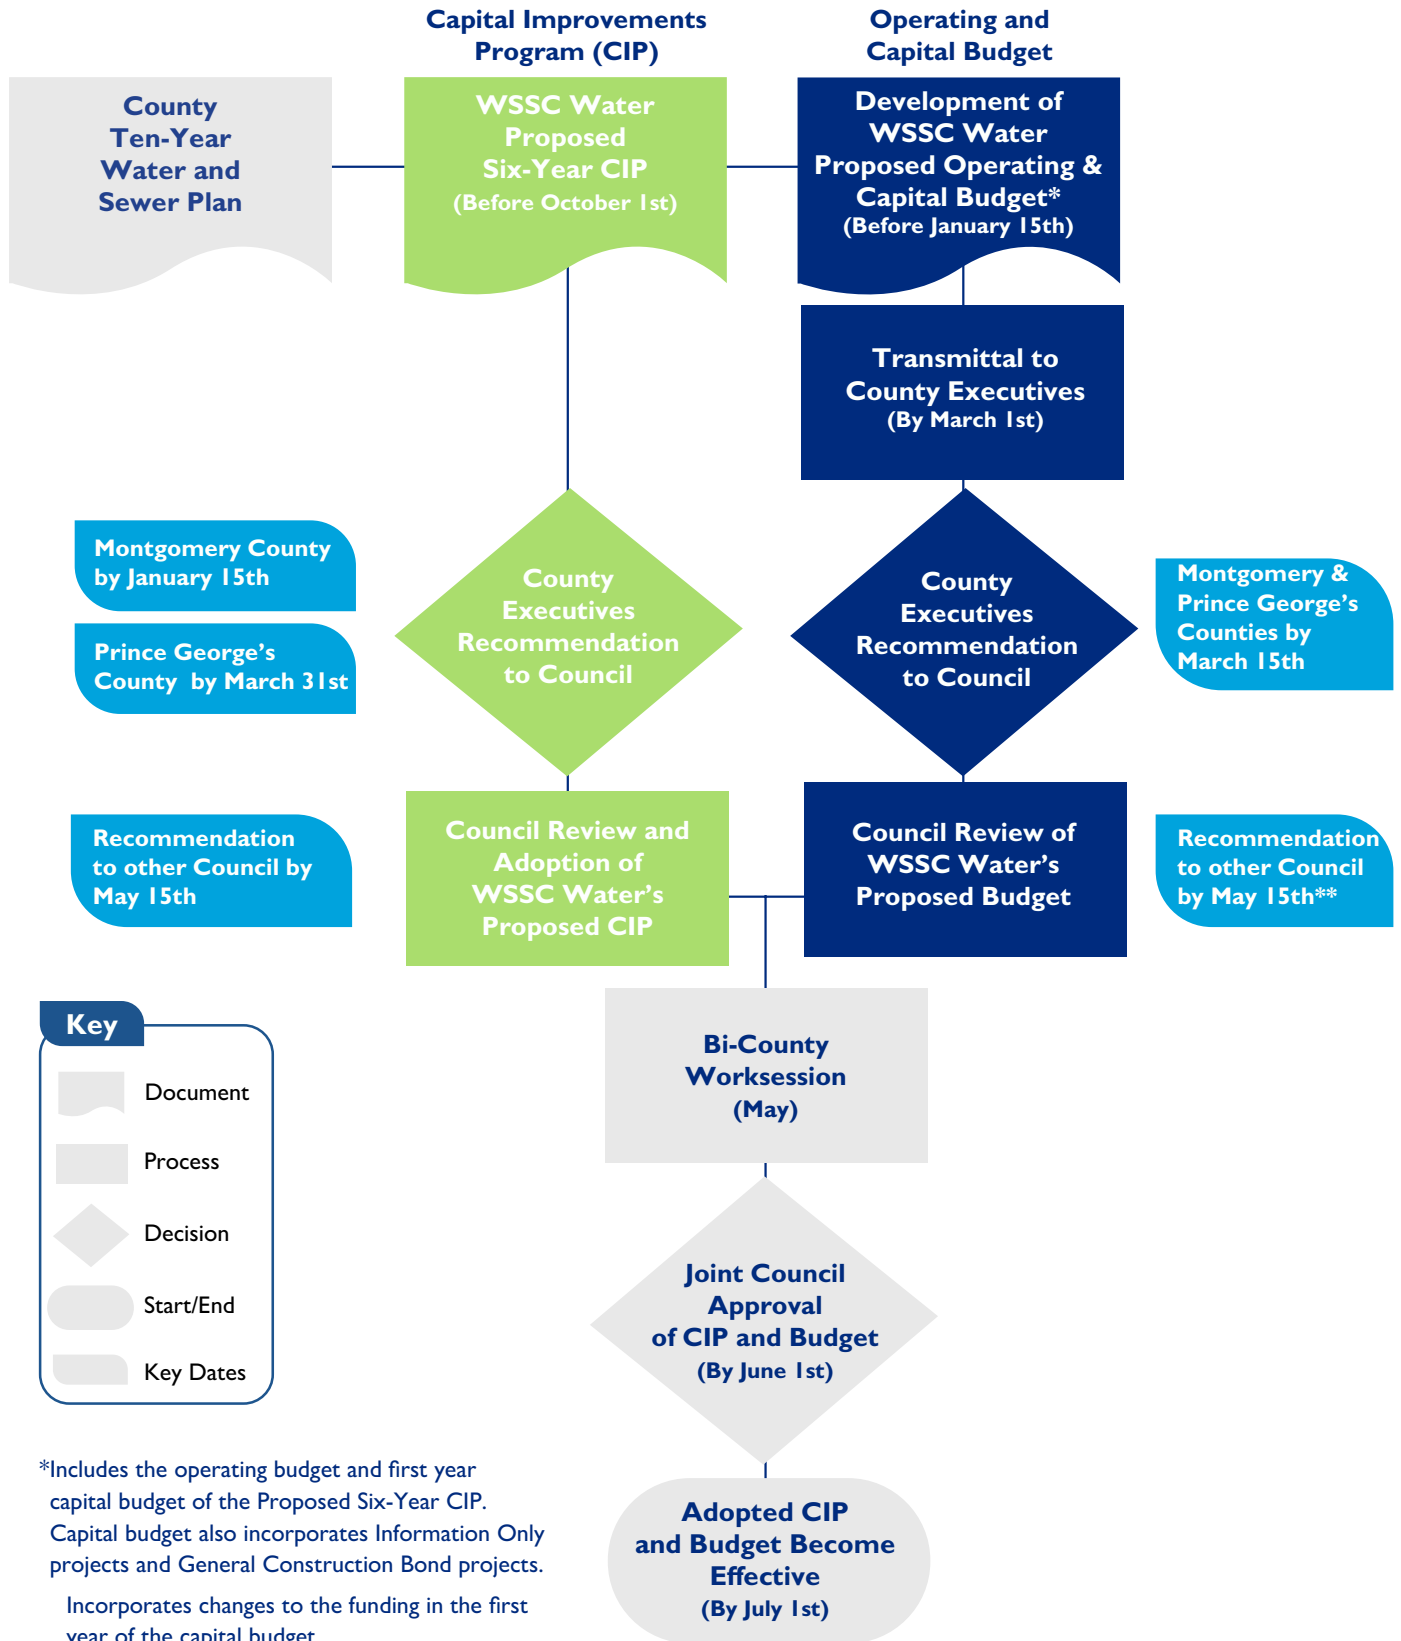 Capital Improvements
Program (CIP)
Operating and
Capital Budget
County
Ten-Year
Water and
Sewer Plan
WSSC Water
Proposed
Six-Year CIP
(Before October 1st)
Development of
WSSC Water
Proposed Operating &
Capital Budget*
(Before January 15th)
Transmittal to
County Executives
(By March 1st)
Montgomery County
by January 15th
Prince George's
County by March 31st
County
Executives
Recommendation
to Council
County
Executives
Recommendation
to Council
Montgomery &
Prince George's
Counties by
March 15th
Recommendation
to other Council by
May 15th
Council Review and
Adoption of
WSSC Water's
Proposed CIP
Council Review of
WSSC Water's
Proposed Budget
Recommendation
to other Council
by May 15th**
Bi-County
Worksession
(May)
Key
Document
Process
Decision
Start/End
Key Dates
Joint Council
Approval
of CIP and Budget
(By June 1st)
*Includes the operating budget and first year
capital budget of the Proposed Six-Year CIP.
Capital budget also incorporates Information Only
projects and General Construction Bond projects.
Incorporates changes to the funding in the first
year of the capital budget
Adopted CIP
and Budget Become
Effective
(By July 1st)